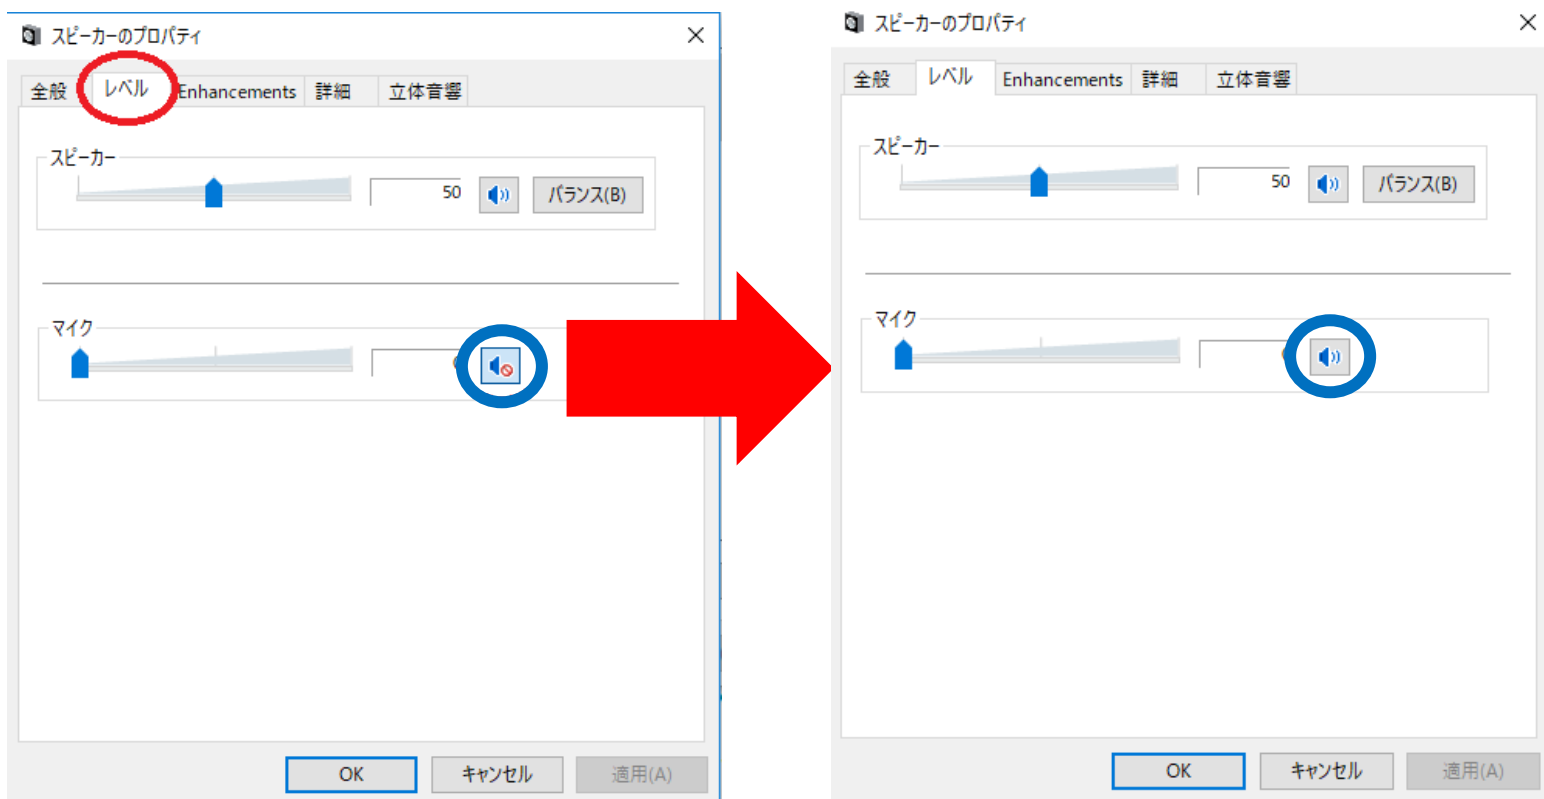 スピーカーのプロパティ
全般 レベル Enhancements 詳細 立体音響
スピーカー
50 バランス(B)
マイク
OK キャンセル 適用(A)
スピーカーのプロパティ
全般 レベル Enhancements 詳細 立体音響
スピーカー
50 バランス(B)
マイク
OK キャンセル 適用(A)